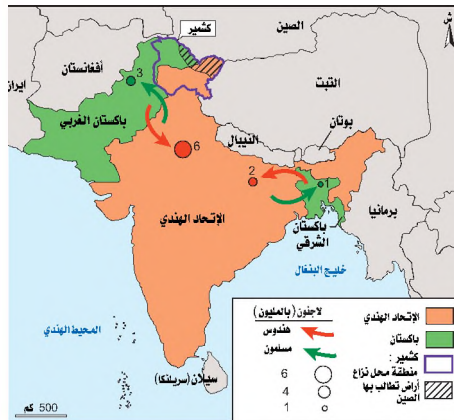 كشمير
الصين
ش
أفغانستان
إيران
3
باكستان الغربي
التبت
النيبال
بوتان
6
2
1
الإتحاد الهندي
باكستان
الشرقي
برمانيا
خليج البنغال
المحيط الهندي
سيلان (سريلنكا)
500 كم
لاجئون (بالمليون)
هندوس
مسلمون
6
4
1
الإتحاد الهندي
باكستان
كشمير :
منطقة محل نزاع
أراض تطالب بها
الصين